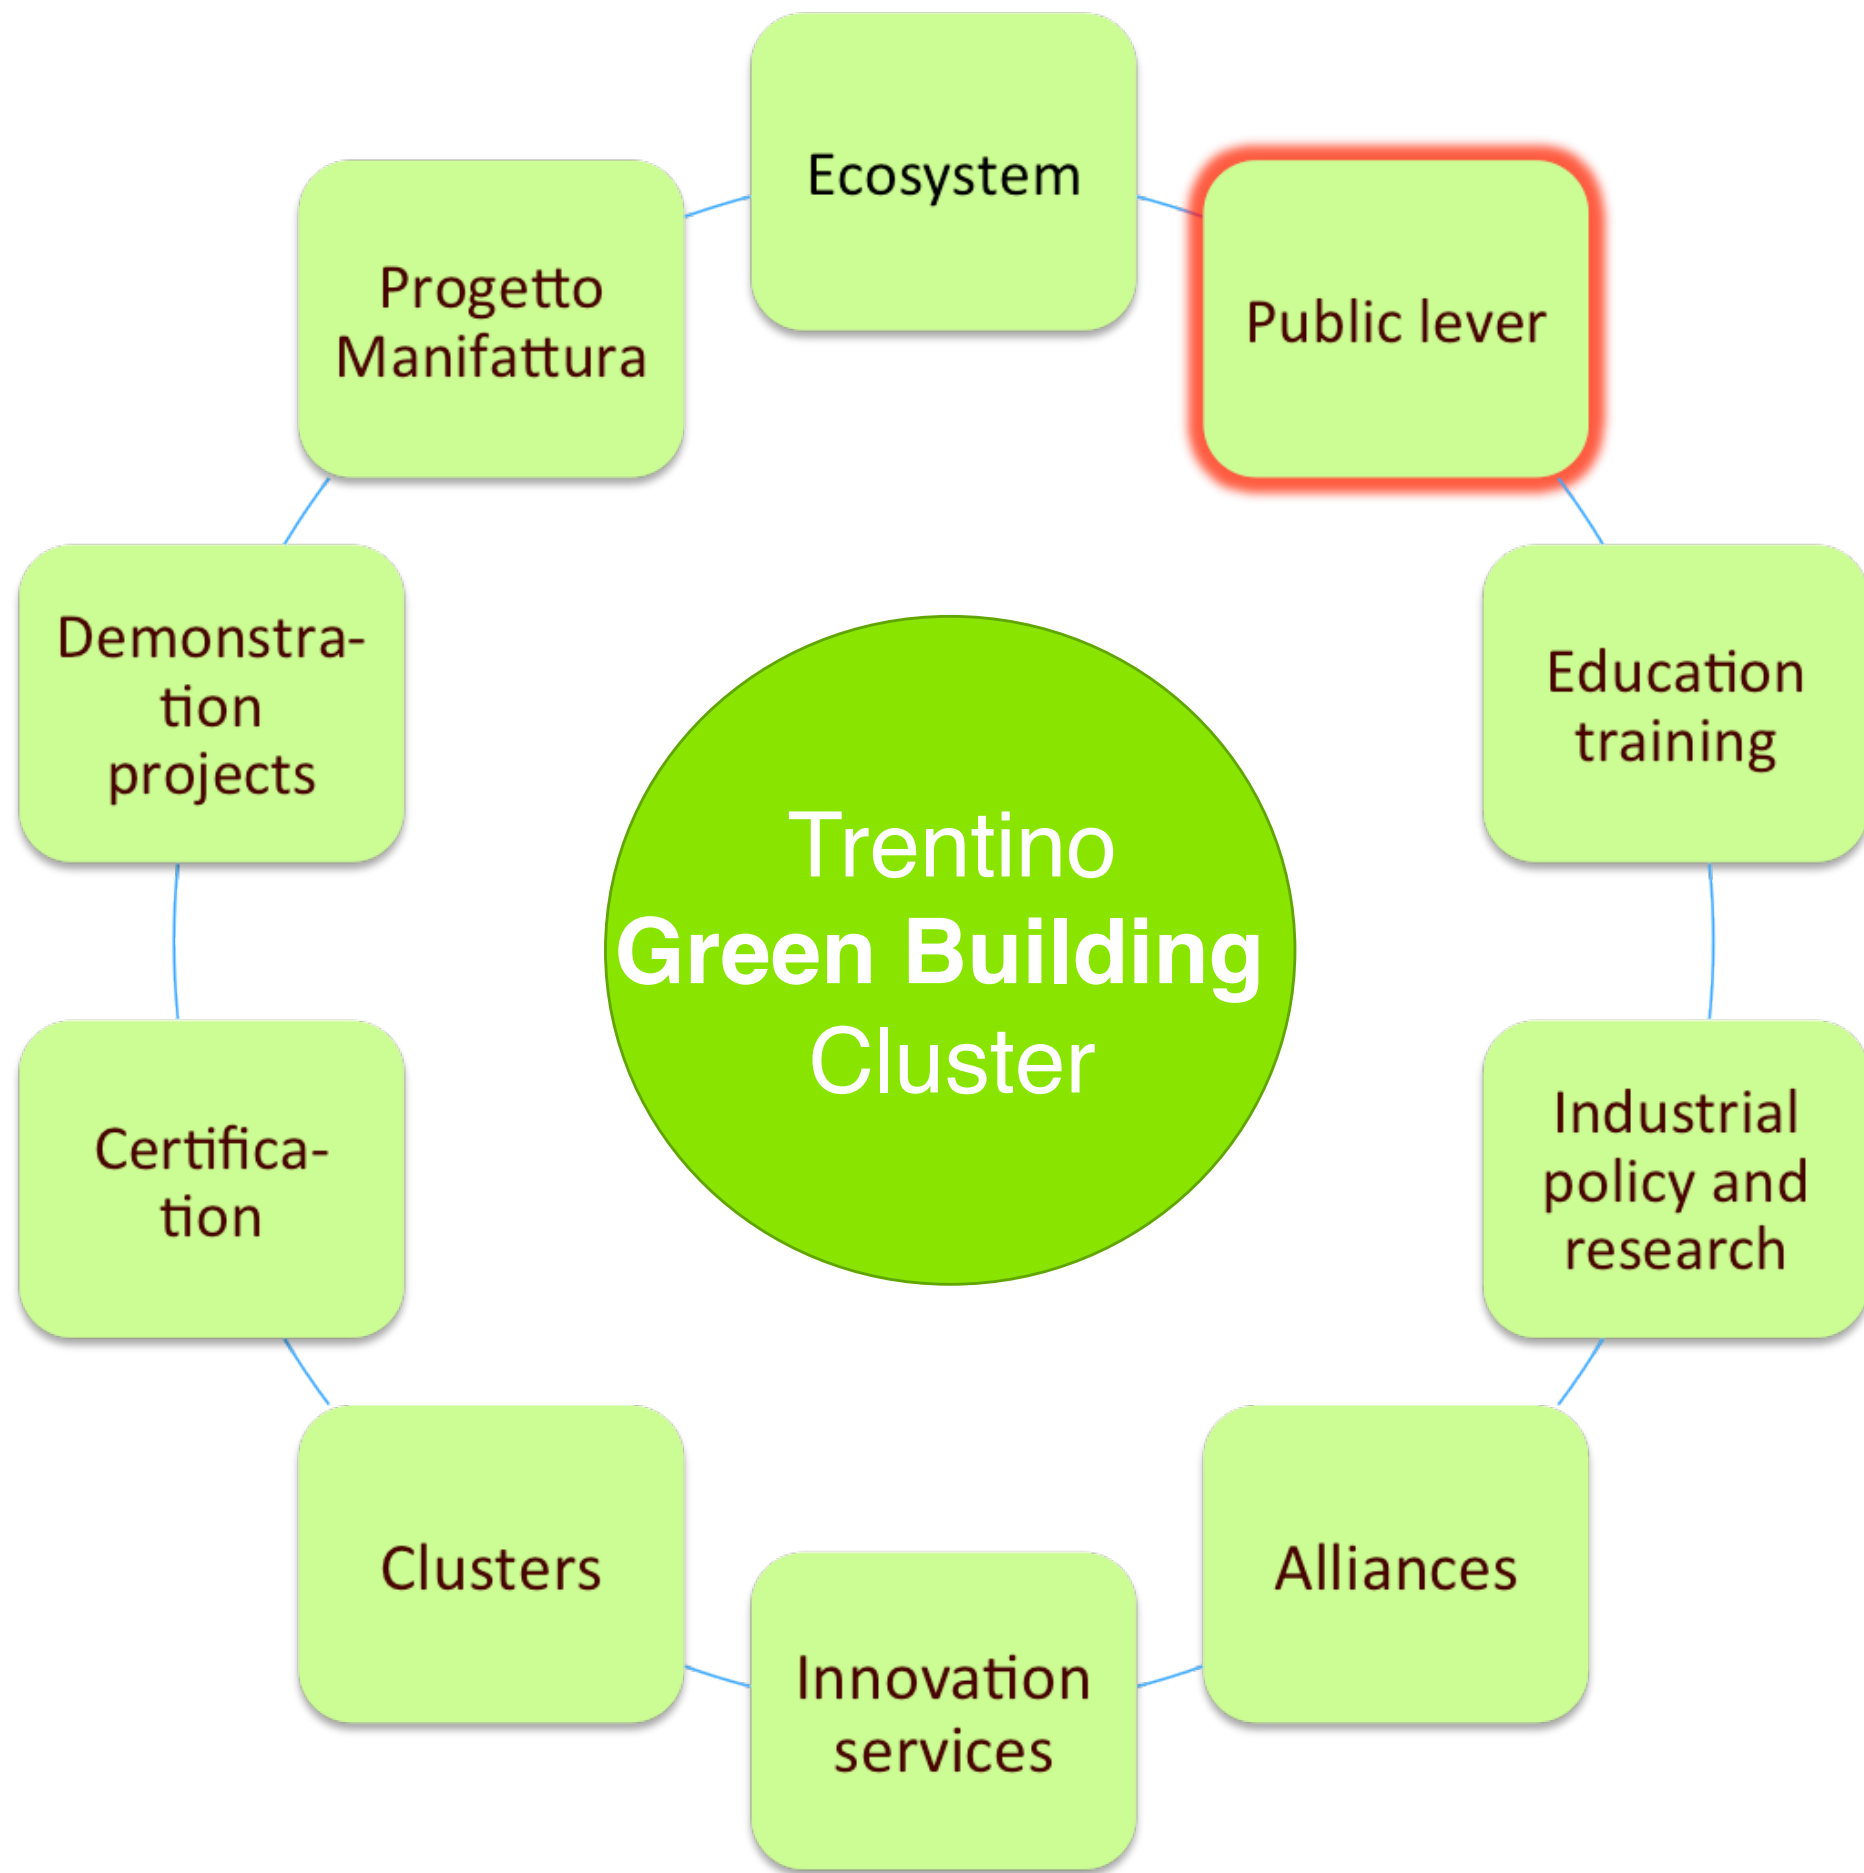 Ecosystem
Public lever
Education
training
Industrial
policy and
research
Alliances
Innovation
services
Clusters
Certifica-
tion
Demonstra-
tion
projects
Progetto
Manifattura
Trentino
Green Building
Cluster